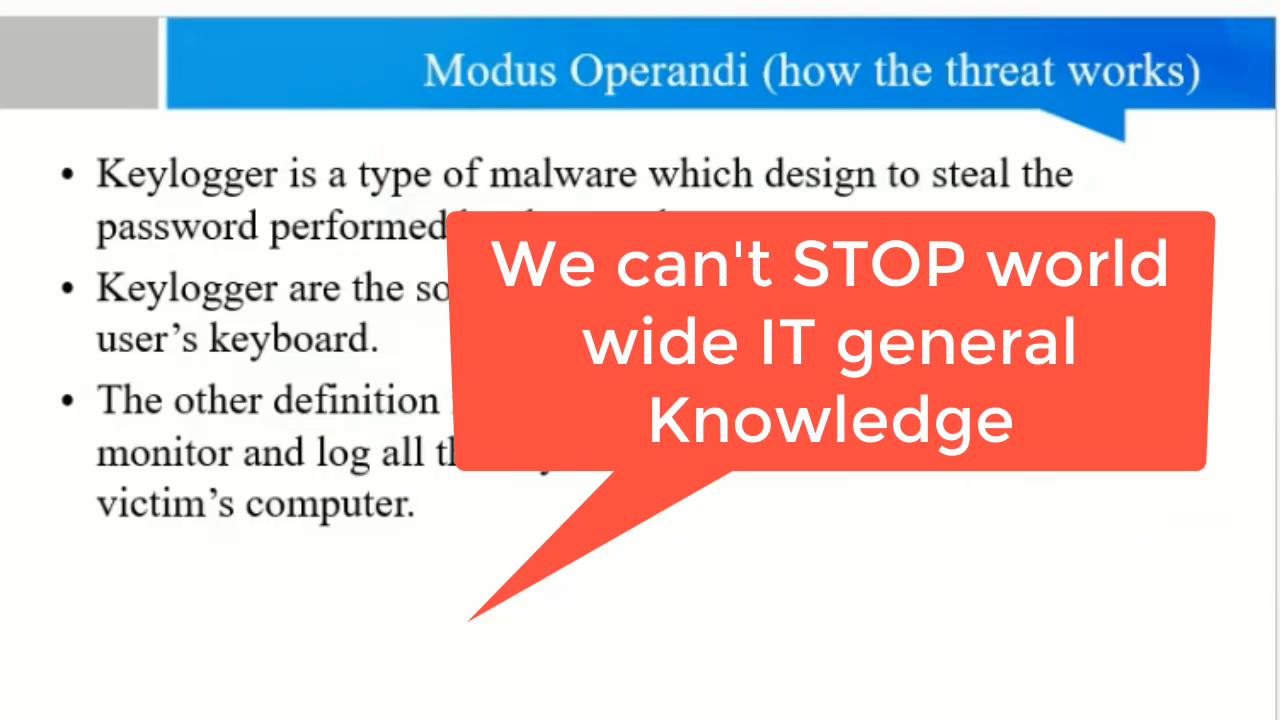 Modus Operandi (how the threat works)
• Keylogger is a type of malware which design to steal the
password performed
• Keylogger are the
user's keyboard.
• The other definition
monitor and log all
victim's computer.
We can't STOP world
wide IT general
Knowledge